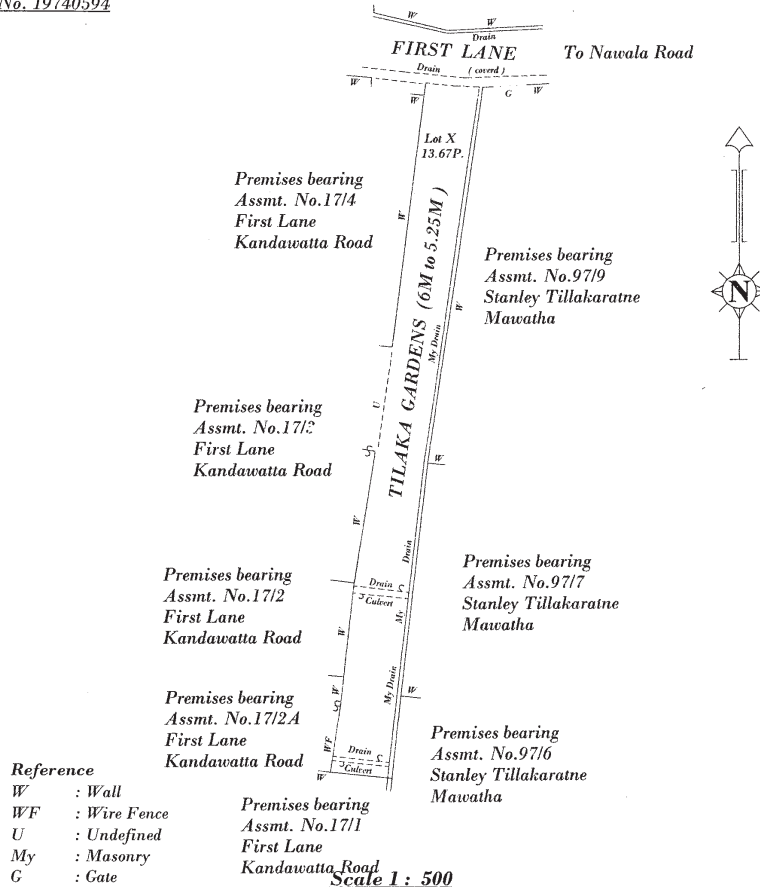 No. 19740594
W
W
Drain
FIRST LANE
To Nawala Road
Drain
( coverd )
W
W
G
W
Lot X
13.67P.
Premises bearing
Assmt. No.17/4
First Lane
Kandawatta Road
W
TILAKA GARDENS (6M to 5.25M )
Premises bearing
Assmt. No.97/9
Stanley Tillakaratne
Mawatha
N
W
My Drain
U
Premises bearing
Assmt. No.17/
First Lane
Kandawatta Road
W
W
Drain
My
Premises bearing
Assmt. No.97/7
Stanley Tillakaratne
Mawatha
Premises bearing
Assmt. No.17/2
First Lane
Kandawatta Road
Drain
Culvert
W
My Drain
W
W
Premises bearing
Assmt. No.17/2A
First Lane
Kandawatta Road
WF
Drain
Culvert
W
Premises bearing
Assmt. No.97/6
Stanley Tillakaratne
Mawatha
Premises bearing
Assmt. No.17/1
First Lane
Kandawatta Road
Reference
W : Wall
WF : Wire Fence
U : Undefined
My : Masonry
G : Gate
Scale 1 : 500